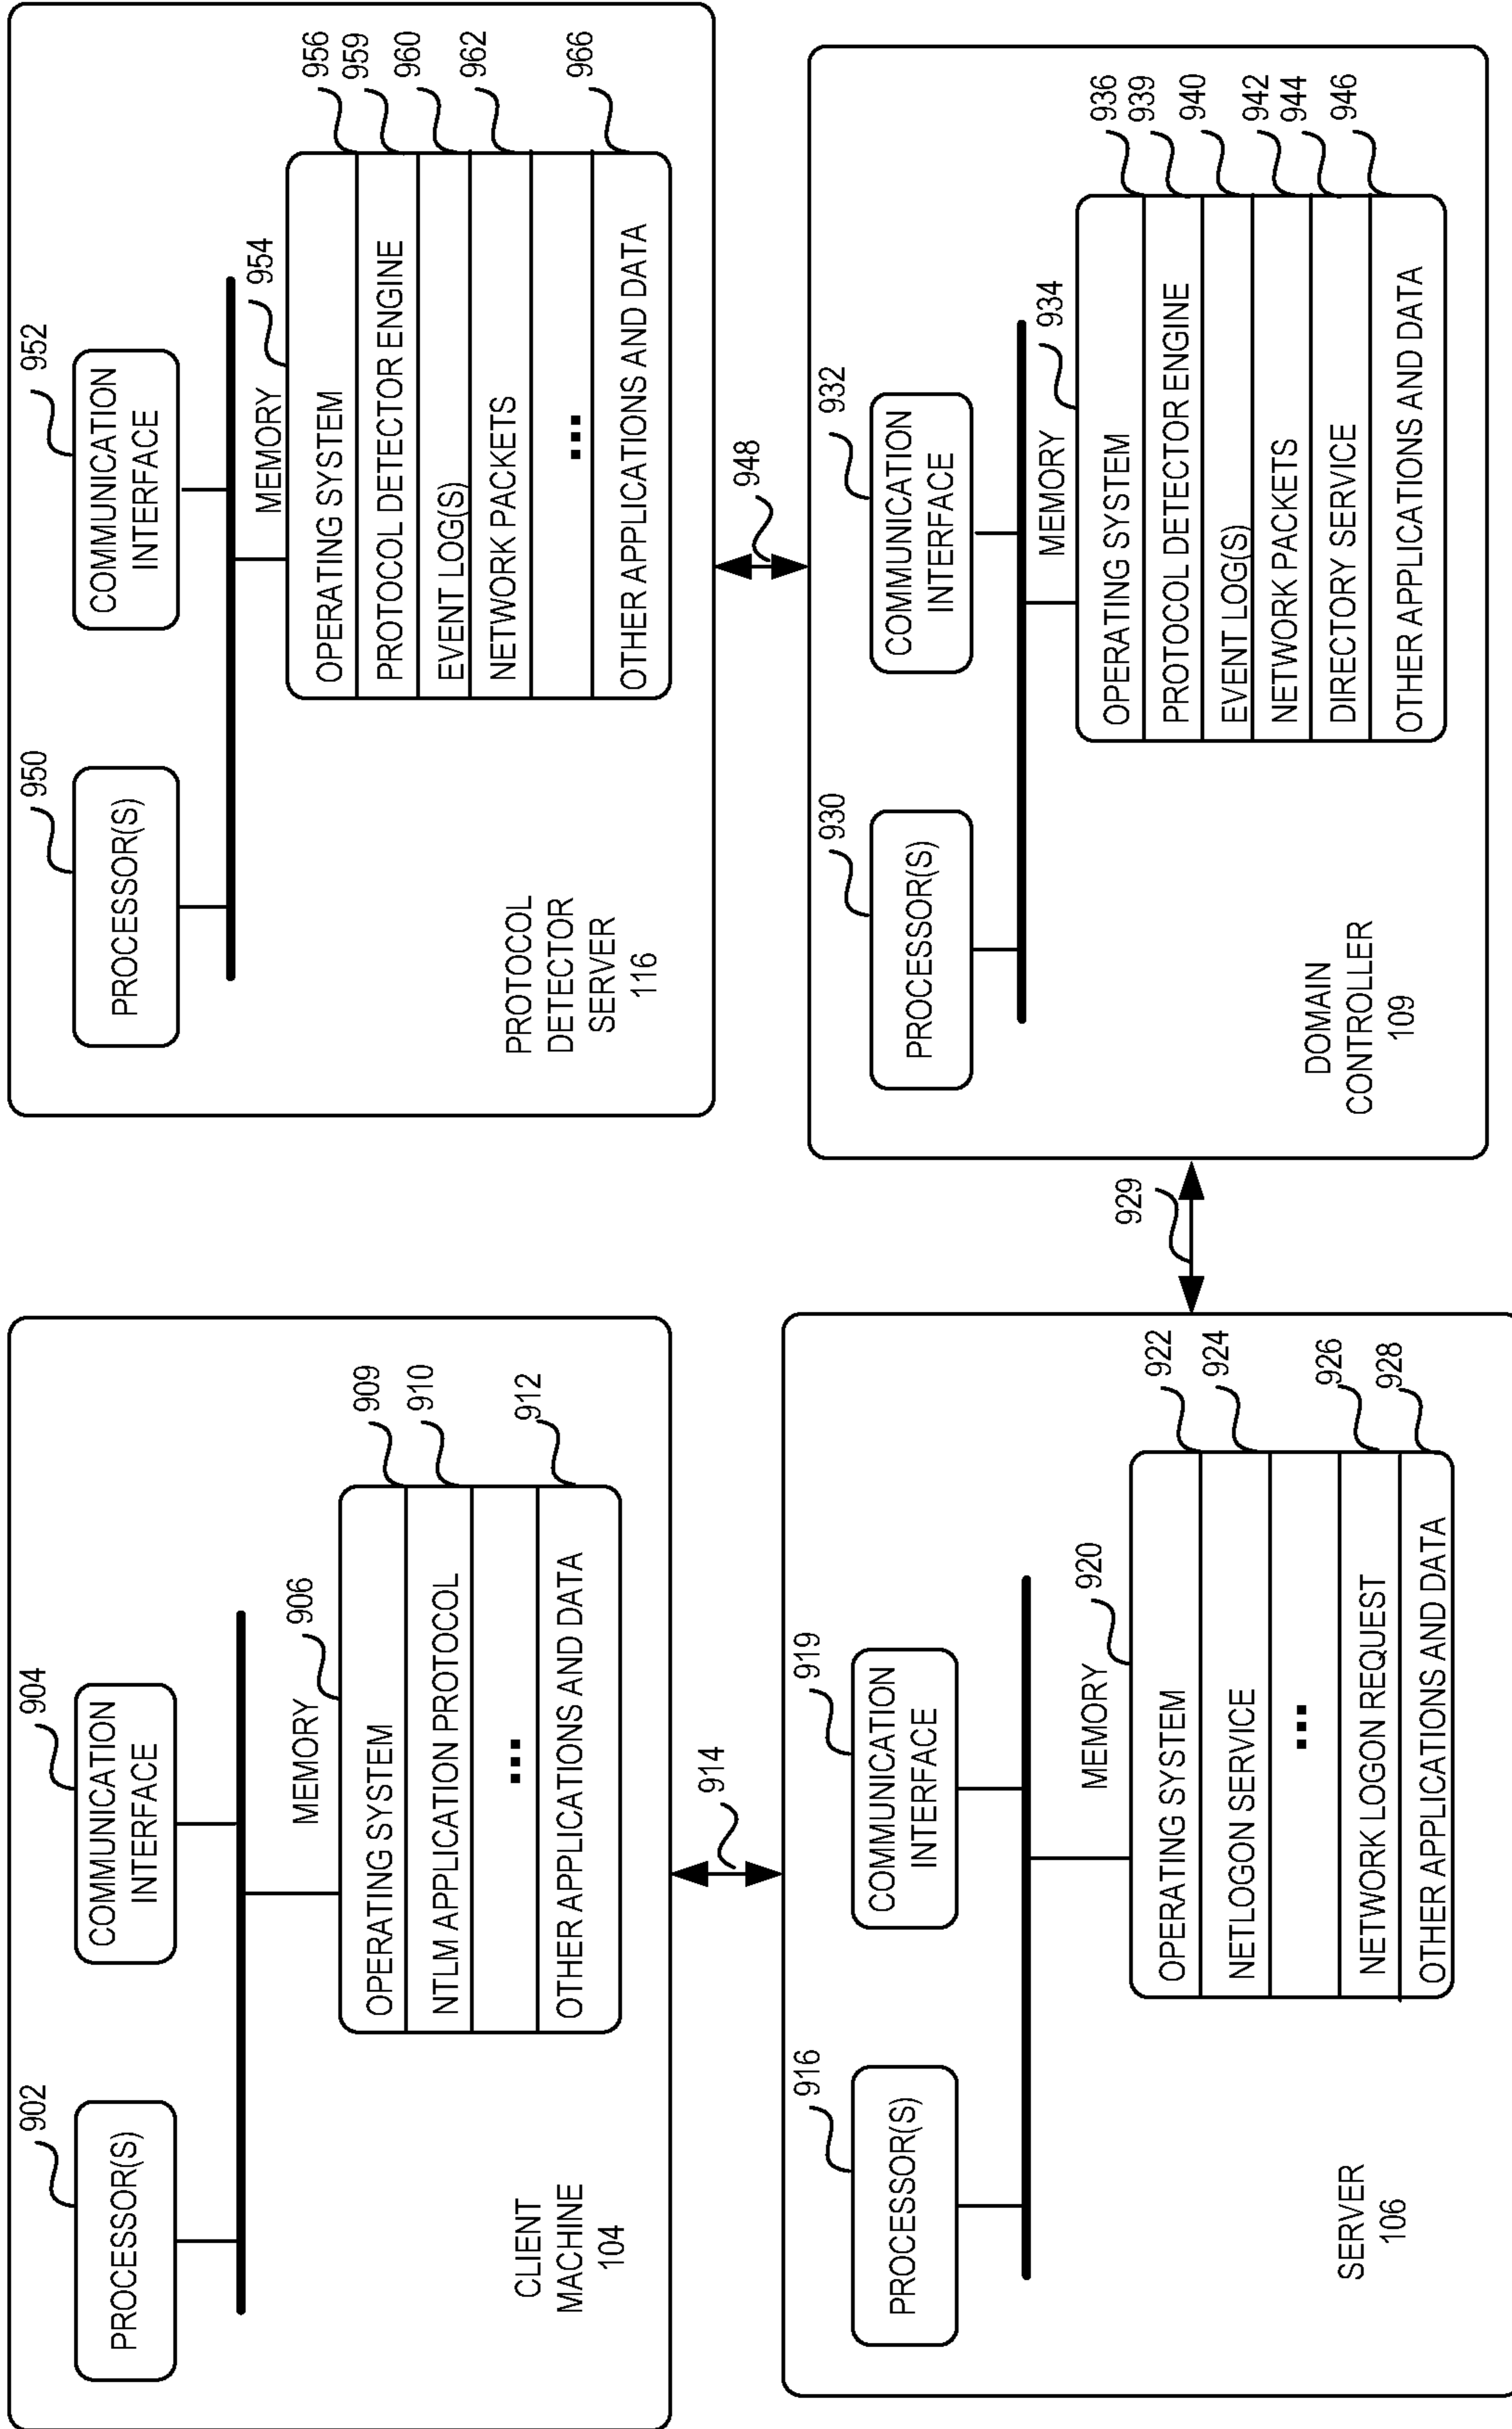 902
904
PROCESSOR(S)
COMMUNICATION
INTERFACE
MEMORY
906
OPERATING SYSTEM
909
NTLM APPLICATION PROTOCOL
910
...
OTHER APPLICATIONS AND DATA
912
CLIENT
MACHINE
104
914
950
952
PROCESSOR(S)
COMMUNICATION
INTERFACE
MEMORY
954
OPERATING SYSTEM
956
PROTOCOL DETECTOR ENGINE
959
EVENT LOG(S)
960
NETWORK PACKETS
962
...
OTHER APPLICATIONS AND DATA
966
PROTOCOL
DETECTOR
SERVER
116
948
916
919
PROCESSOR(S)
COMMUNICATION
INTERFACE
MEMORY
920
OPERATING SYSTEM
922
NETLOGON SERVICE
924
...
NETWORK LOGON REQUEST
926
OTHER APPLICATIONS AND DATA
928
SERVER
106
929
930
932
PROCESSOR(S)
COMMUNICATION
INTERFACE
MEMORY
934
OPERATING SYSTEM
936
PROTOCOL DETECTOR ENGINE
939
EVENT LOG(S)
940
NETWORK PACKETS
942
DIRECTORY SERVICE
944
OTHER APPLICATIONS AND DATA
946
DOMAIN
CONTROLLER
109